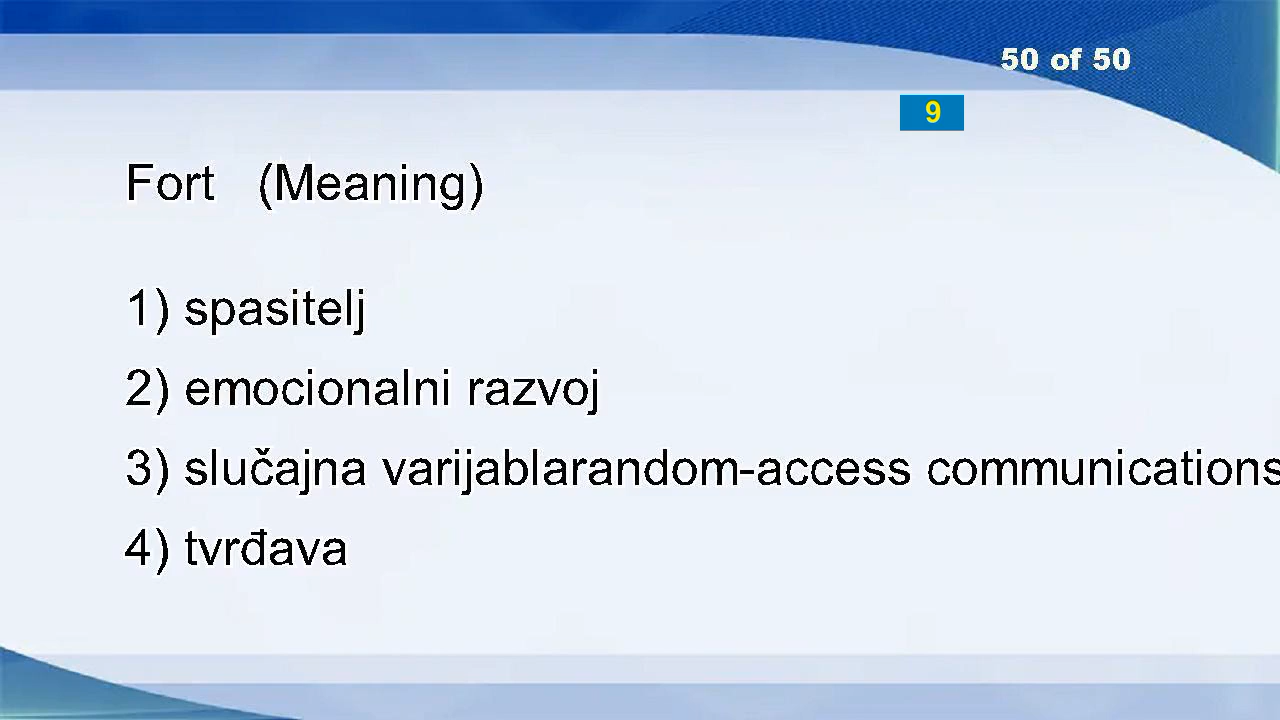 50 of 50
9
Fort (Meaning)
1) spasitelj
2) emocionalni razvoj
3) slučajna varijablarandom-access communications
4) tvrđava